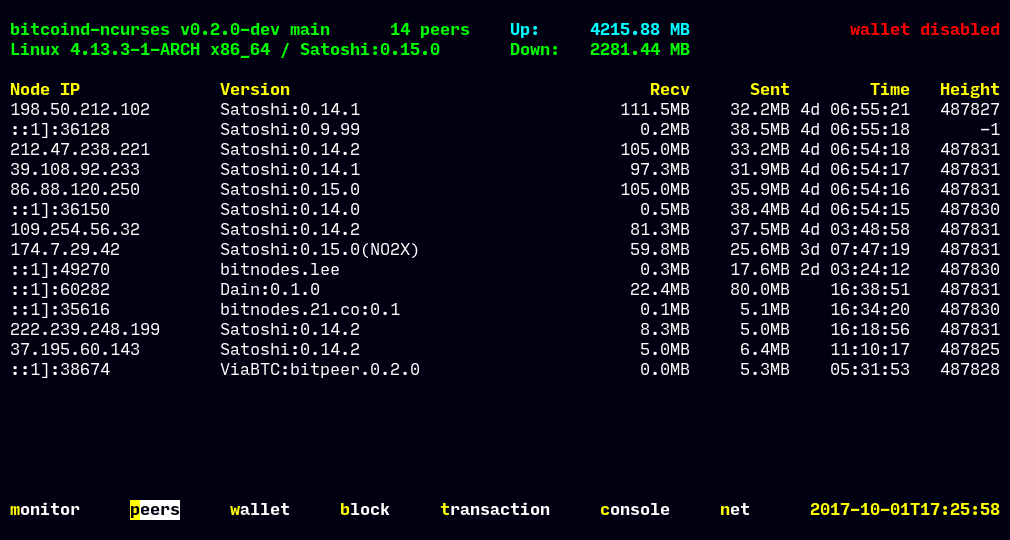 bitcoind-ncurses v0.2.0-dev main 14 peers Up: 4215.88 MB wallet disabled
Linux 4.13.3-1-ARCH x86_64 / Satoshi:0.15.0 Down: 2281.44 MB
Node IP Version Recv Sent Time Height
198.50.212.102 Satoshi:0.14.1 111.5MB 32.2MB 4d 06:55:21 487827
::1]:36128 Satoshi:0.9.99 0.2MB 38.5MB 4d 06:55:18 -1
212.47.238.221 Satoshi:0.14.2 105.0MB 33.2MB 4d 06:54:18 487831
39.108.92.233 Satoshi:0.14.1 97.3MB 31.9MB 4d 06:54:17 487831
86.88.120.250 Satoshi:0.15.0 105.0MB 35.9MB 4d 06:54:16 487831
::1]:36150 Satoshi:0.14.0 0.5MB 38.4MB 4d 06:54:15 487830
109.254.56.32 Satoshi:0.14.2 81.3MB 37.5MB 4d 03:48:58 487831
174.7.29.42 Satoshi:0.15.0(NO2X) 59.8MB 25.6MB 3d 07:47:19 487831
::1]:49270 bitnodes.lee 0.3MB 17.6MB 2d 03:24:12 487830
::1]:60282 Dain:0.1.0 22.4MB 80.0MB 16:38:51 487831
::1]:35616 bitnodes.21.co:0.1 0.1MB 5.1MB 16:34:20 487830
222.239.248.199 Satoshi:0.14.2 8.3MB 5.0MB 16:18:56 487831
37.195.60.143 Satoshi:0.14.2 5.0MB 6.4MB 11:10:17 487825
::1]:38674 ViaBTC:bitpeer.0.2.0 0.0MB 5.3MB 05:31:53 487828
monitor peers wallet block transaction console net 2017-10-01T17:25:58